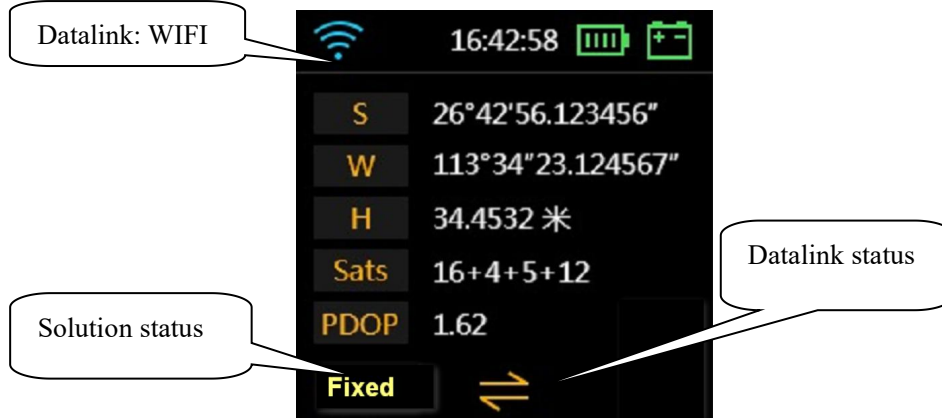 Datalink: WIFI
16:42:58
S 26°42'56.123456"
W 113°34"23.124567"
H 34.4532 米
Sats 16+4+5+12
Datalink status
PDOP 1.62
Solution status
Fixed